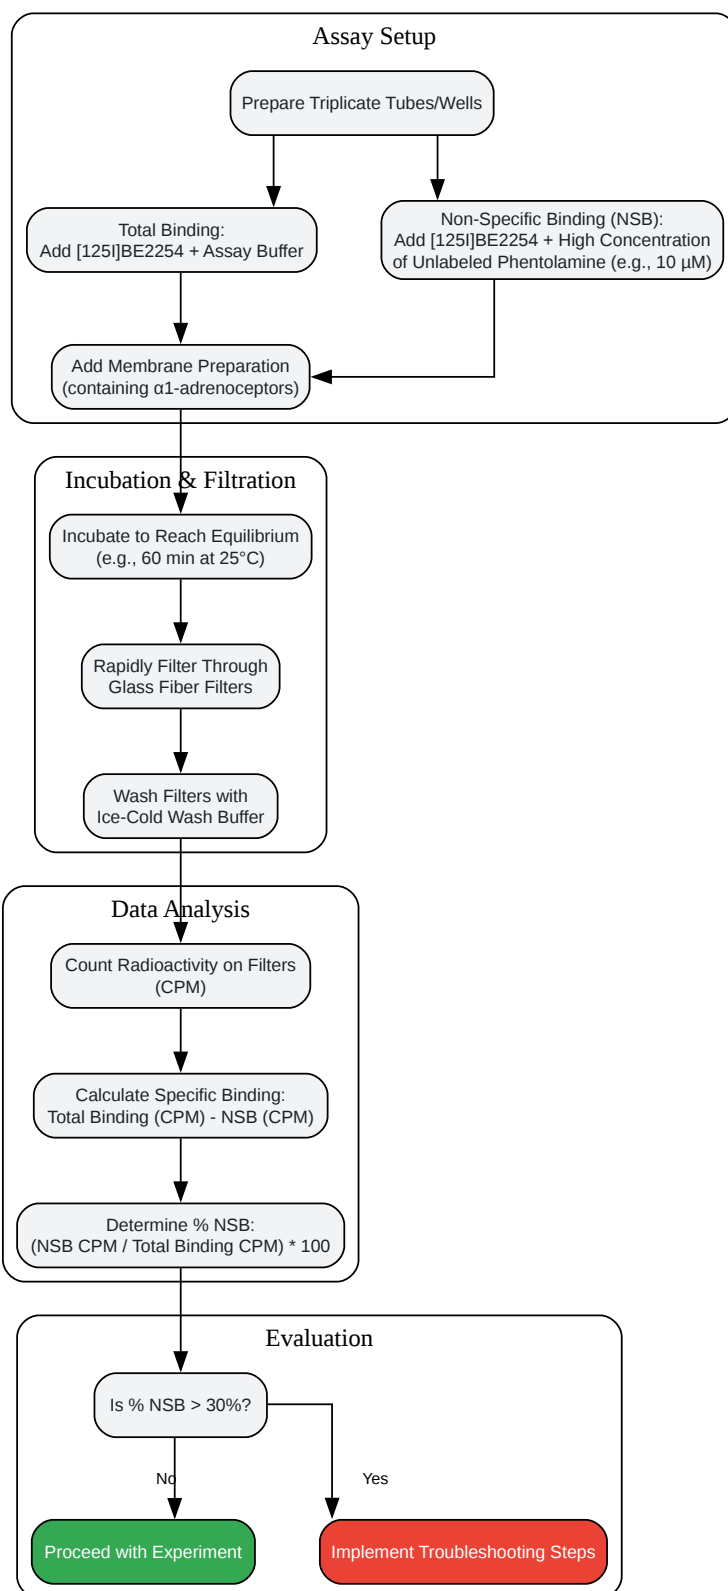 Assay Setup
Prepare Triplicate Tubes/Wells
Total Binding:
Add [125I]BE2254 + Assay Buffer
Non-Specific Binding (NSB):
Add [125I]BE2254 + High Concentration
of Unlabeled Phentolamine (e.g., 10 µM)
Add Membrane Preparation
(containing α1-adrenoceptors)
Incubation & Filtration
Incubate to Reach Equilibrium
(e.g., 60 min at 25°C)
Rapidly Filter Through
Glass Fiber Filters
Wash Filters with
Ice-Cold Wash Buffer
Data Analysis
Count Radioactivity on Filters
(CPM)
Calculate Specific Binding:
Total Binding (CPM) - NSB (CPM)
Determine % NSB:
(NSB CPM / Total Binding CPM) * 100
Evaluation
Is % NSB > 30%?
No
Yes
Proceed with Experiment
Implement Troubleshooting Steps